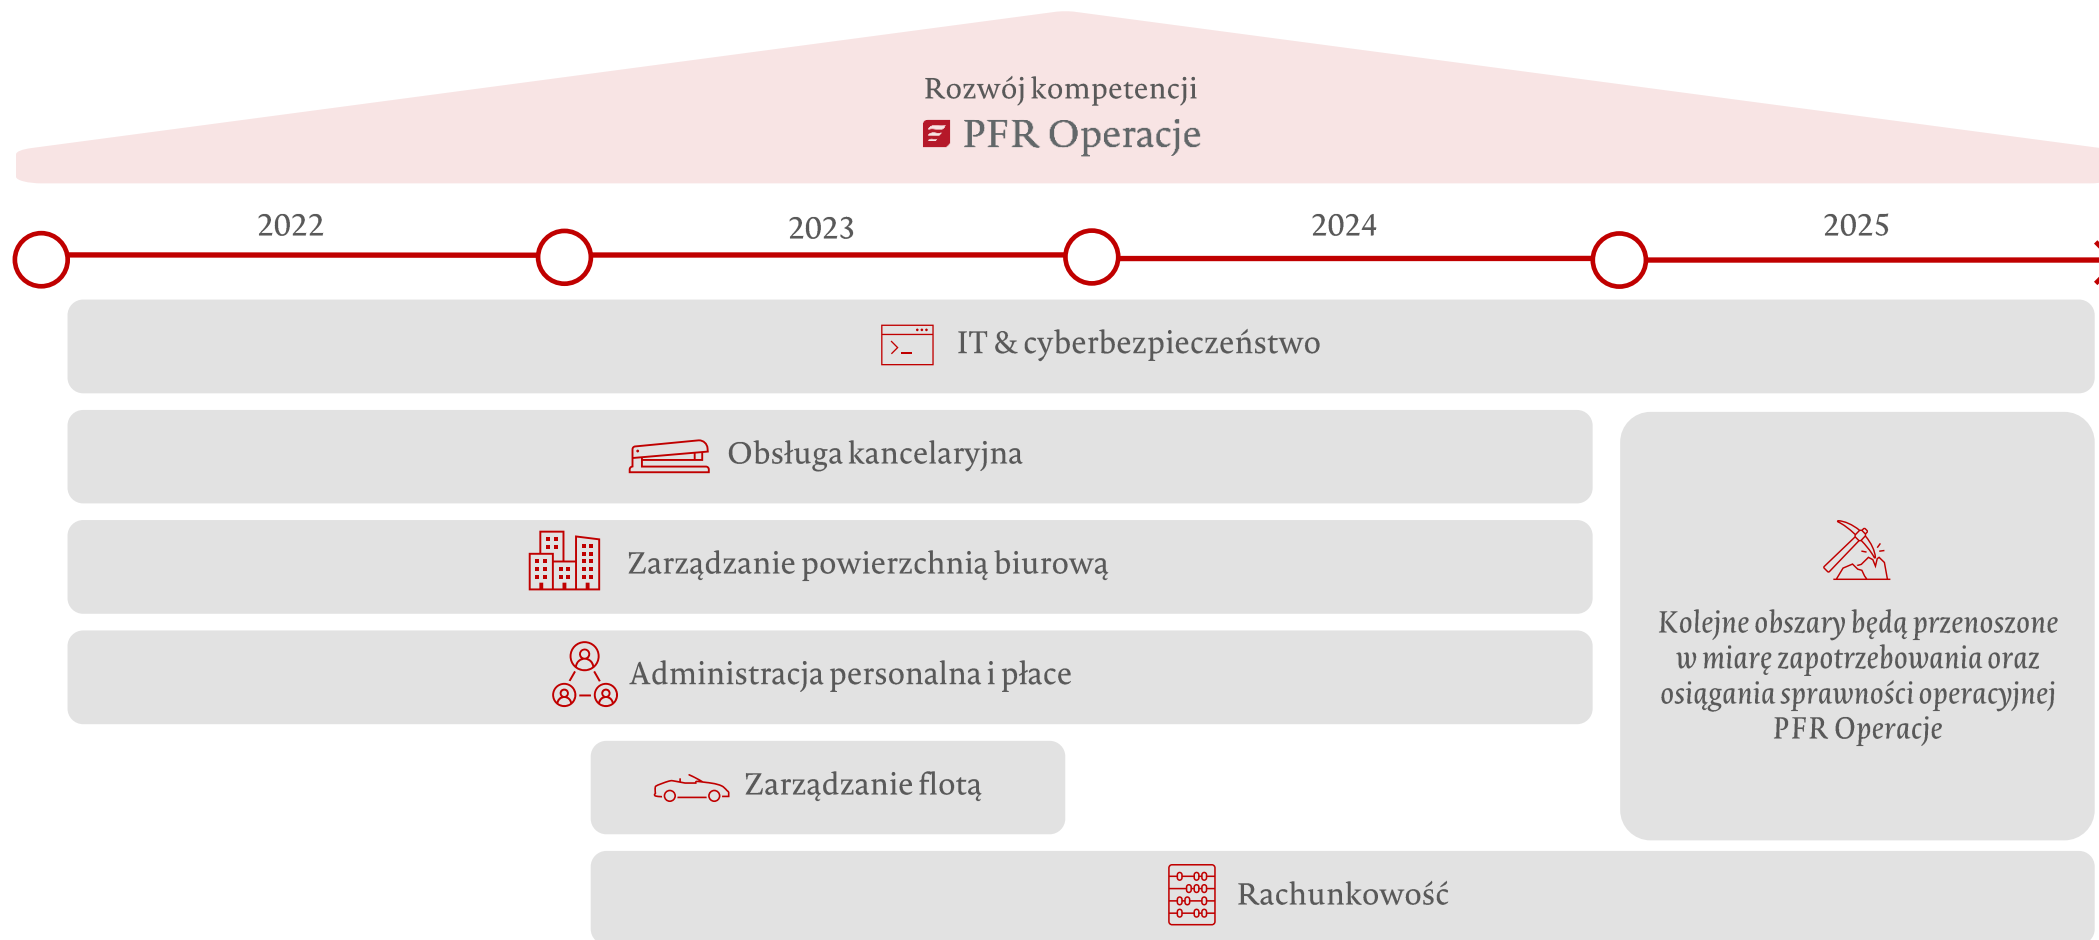 Rozwój kompetencji
PFR Operacje
2022
2023
2024
2025
IT & cyberbezpieczeństwo
Obsługa kancelaryjna
Zarządzanie powierzchnią biurową
Administracja personalna i płace
Kolejne obszary będą przenoszone
w miarę zapotrzebowania oraz
osiągania sprawności operacyjnej
PFR Operacje
Zarządzanie flotą
Rachunkowość